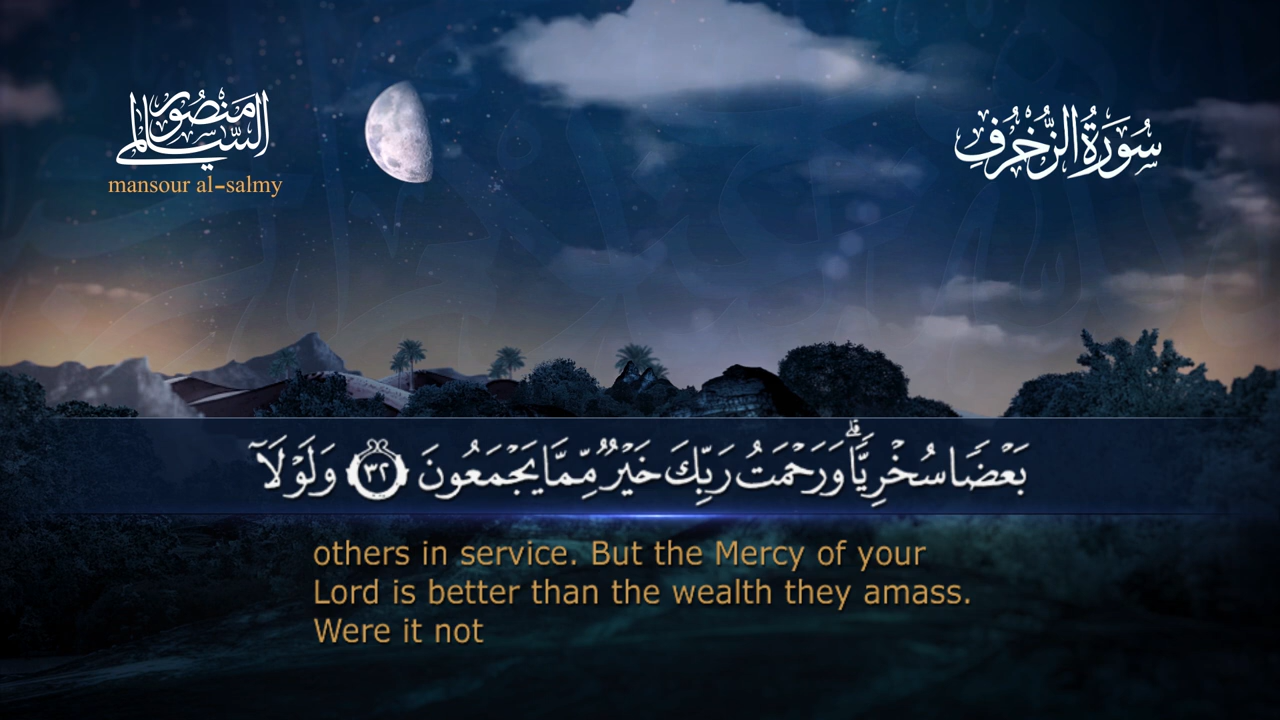 منصور السالمي
mansour al-salmy
سُورَةُ الزُّخْرُفِ
بَعْضًا سُخْرِيًّا ۗ وَرَحْمَتُ رَبِّكَ خَيْرٌ مِّمَّا يَجْمَعُونَ ٣٢ وَلَوْلَآ
others in service. But the Mercy of your
Lord is better than the wealth they amass.
Were it not